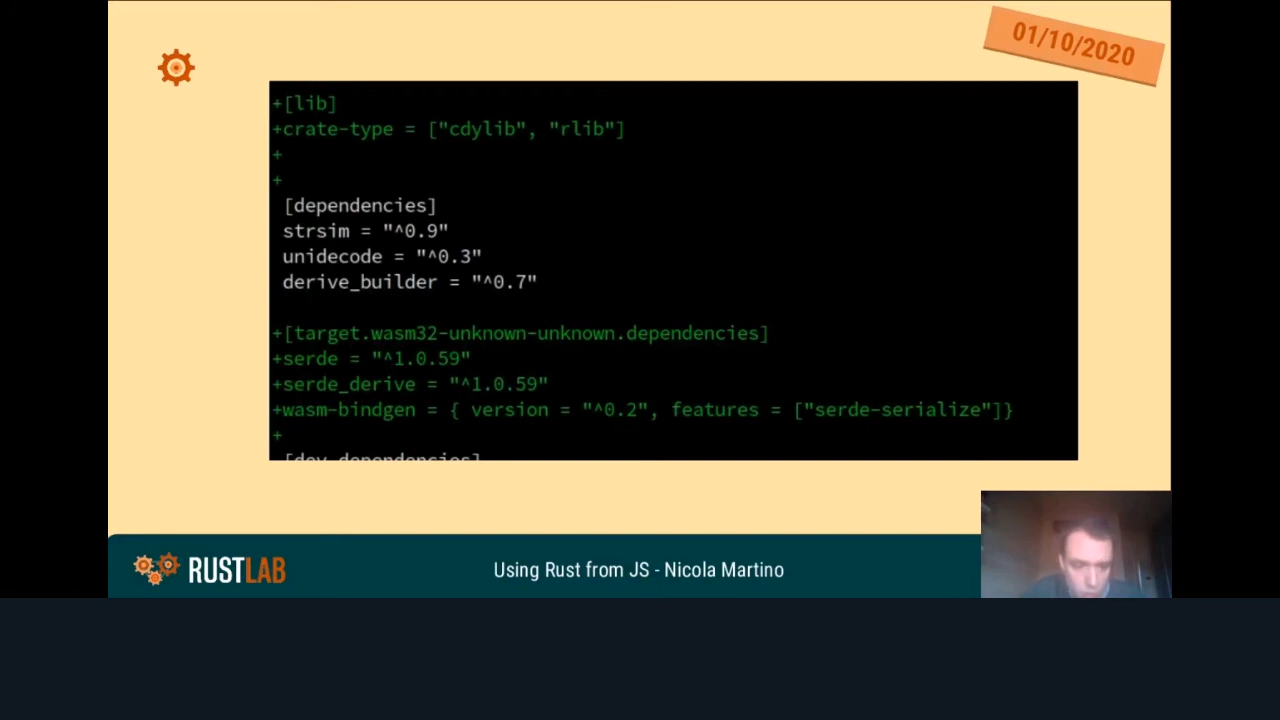 01/10/2020
+[lib]
+crate-type = ["cdylib", "rlib"]
+
+
[dependencies]
strsim = "^0.9"
unidecode = "^0.3"
derive_builder = "^0.7"
+[target.wasm32-unknown-unknown.dependencies]
+serde = "^1.0.59"
+serde_derive = "^1.0.59"
+wasm-bindgen = { version = "^0.2", features = ["serde-serialize"]}
+
[dev-dependencies]
RUSTLAB
Using Rust from JS - Nicola Martino